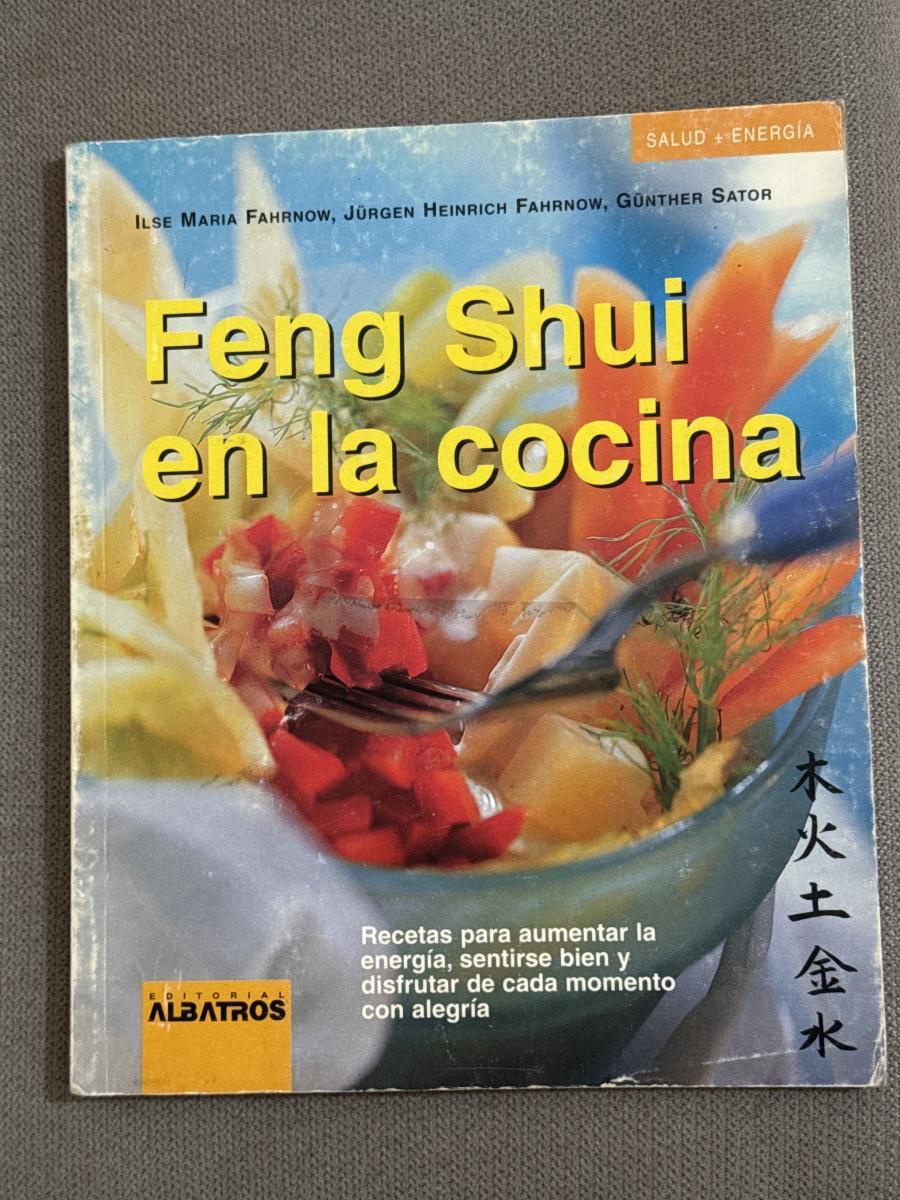 SALUD + ENERGÍA
ILSE MARIA FAHRNOW, JÜRGEN HEINRICH FAHRNOW, GÜNTHER SATOR
Feng Shui
en la cocina
木
火
土
金
水
Recetas para aumentar la
energía, sentirse bien y
disfrutar de cada momento
con alegría
EDITORIAL
ALBATROS